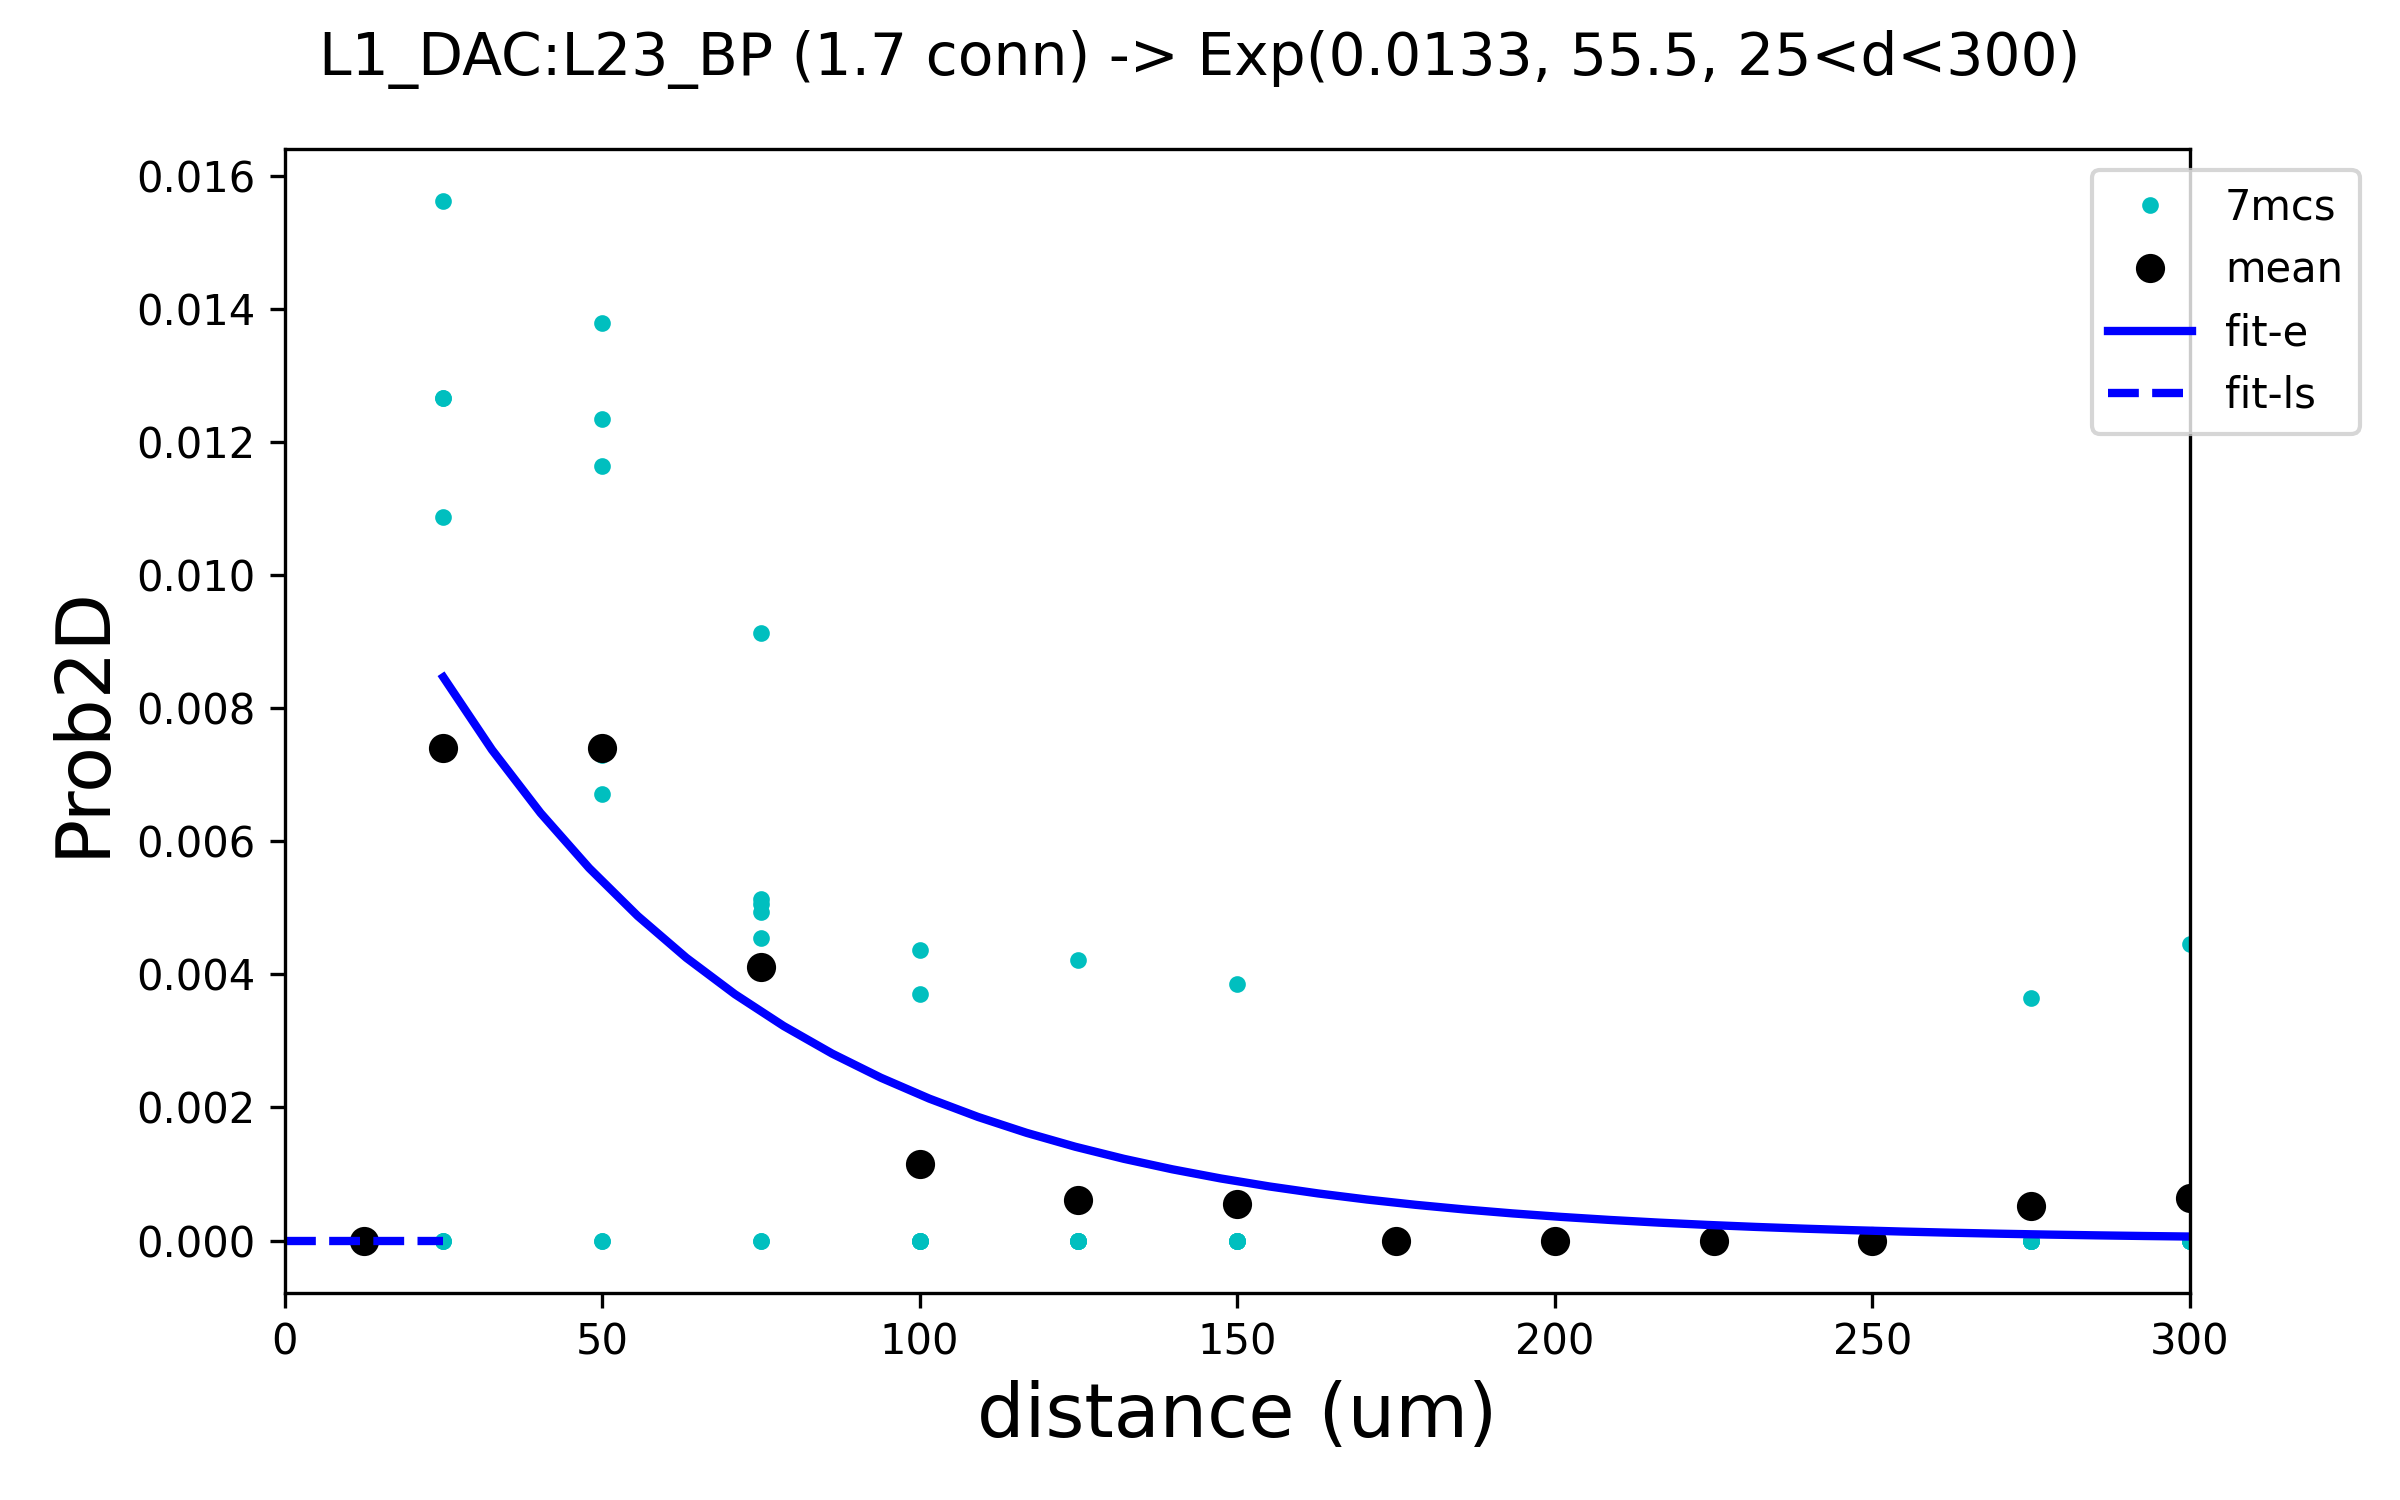 L1_DAC:L23_BP (1.7 conn) -> Exp(0.0133, 55.5, 25<d<300)
0.016
0.014
0.012
0.010
0.008
0.006
0.004
0.002
0.000
Prob2D
7mcs
mean
fit-e
fit-ls
0 50 100 150 200 250 300
distance (um)